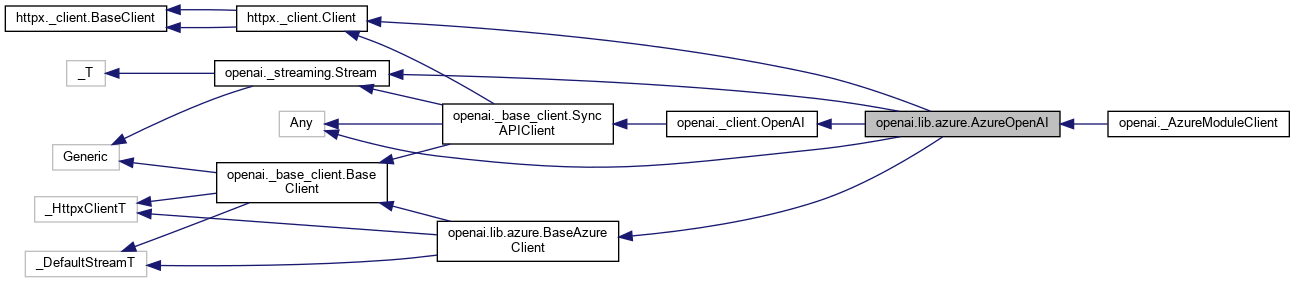 httpx._client.BaseClient
httpx._client.Client
_T
openai._streaming.Stream
Any
openai._base_client.Sync
APIClient
openai._client.OpenAI
openai.lib.azure.AzureOpenAI
openai._AzureModuleClient
Generic
openai._base_client.Base
Client
_HttpxClientT
openai.lib.azure.BaseAzure
Client
_DefaultStreamT